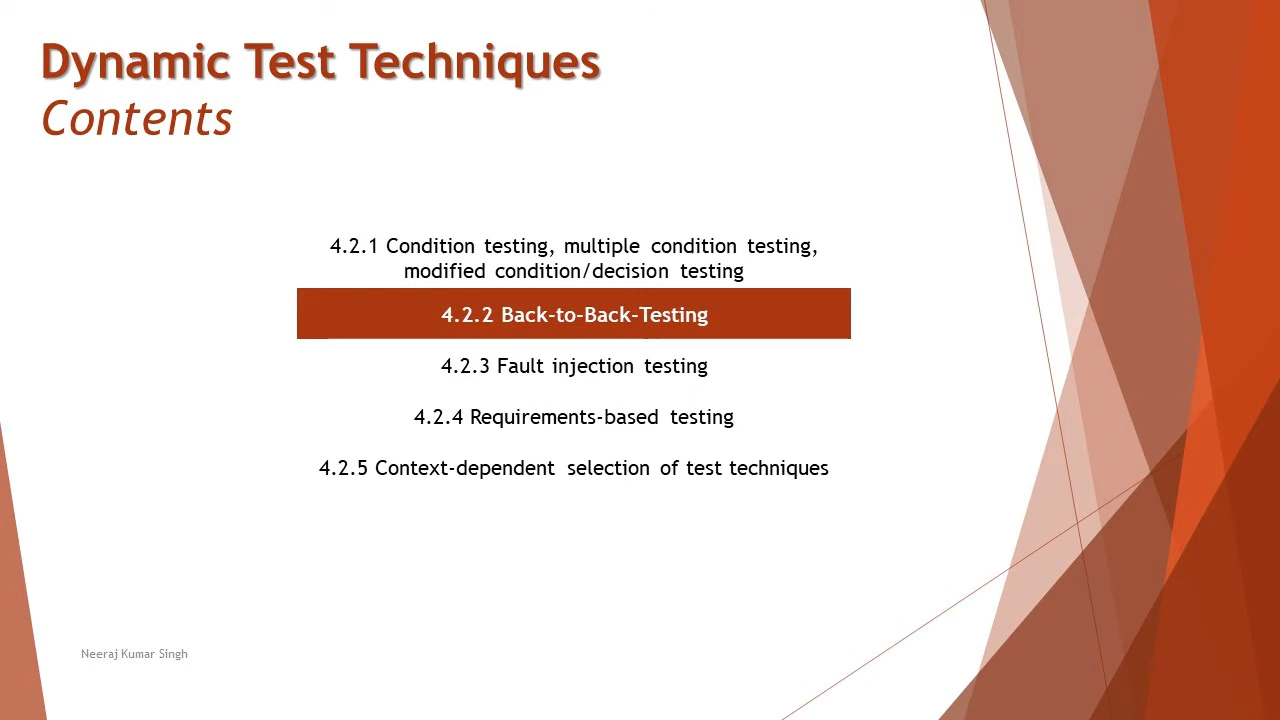 Dynamic Test Techniques
Contents
4.2.1 Condition testing, multiple condition testing,
modified condition/decision testing
4.2.2 Back-to-Back-Testing
4.2.3 Fault injection testing
4.2.4 Requirements-based testing
4.2.5 Context-dependent selection of test techniques
Neeraj Kumar Singh